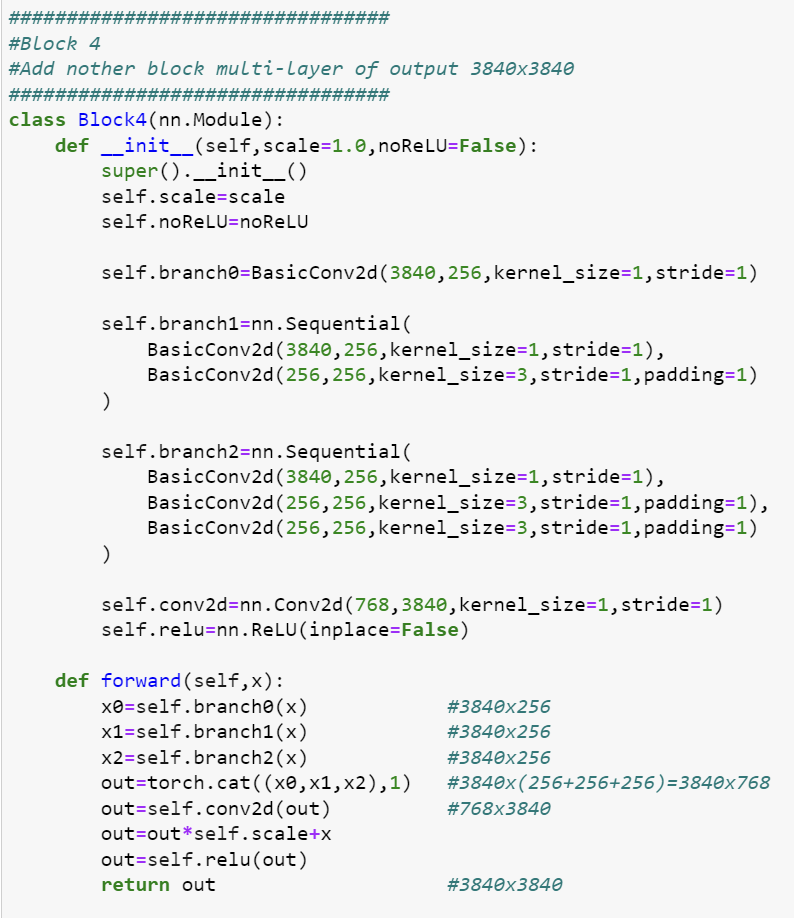 #################################
#Block 4
#Add nother block multi-layer of output 3840x3840
#################################
class Block4(nn.Module):
    def __init__(self,scale=1.0,noReLU=False):
        super().__init__()
        self.scale=scale
        self.noReLU=noReLU

        self.branch0=BasicConv2d(3840,256,kernel_size=1,stride=1)

        self.branch1=nn.Sequential(
            BasicConv2d(3840,256,kernel_size=1,stride=1),
            BasicConv2d(256,256,kernel_size=3,stride=1,padding=1)
        )

        self.branch2=nn.Sequential(
            BasicConv2d(3840,256,kernel_size=1,stride=1),
            BasicConv2d(256,256,kernel_size=3,stride=1,padding=1),
            BasicConv2d(256,256,kernel_size=3,stride=1,padding=1)
        )

        self.conv2d=nn.Conv2d(768,3840,kernel_size=1,stride=1)
        self.relu=nn.ReLU(inplace=False)

    def forward(self,x):
        x0=self.branch0(x)            #3840x256
        x1=self.branch1(x)            #3840x256
        x2=self.branch2(x)            #3840x256
        out=torch.cat((x0,x1,x2),1)   #3840x(256+256+256)=3840x768
        out=self.conv2d(out)          #768x3840
        out=out*self.scale+x
        out=self.relu(out)
        return out                    #3840x3840